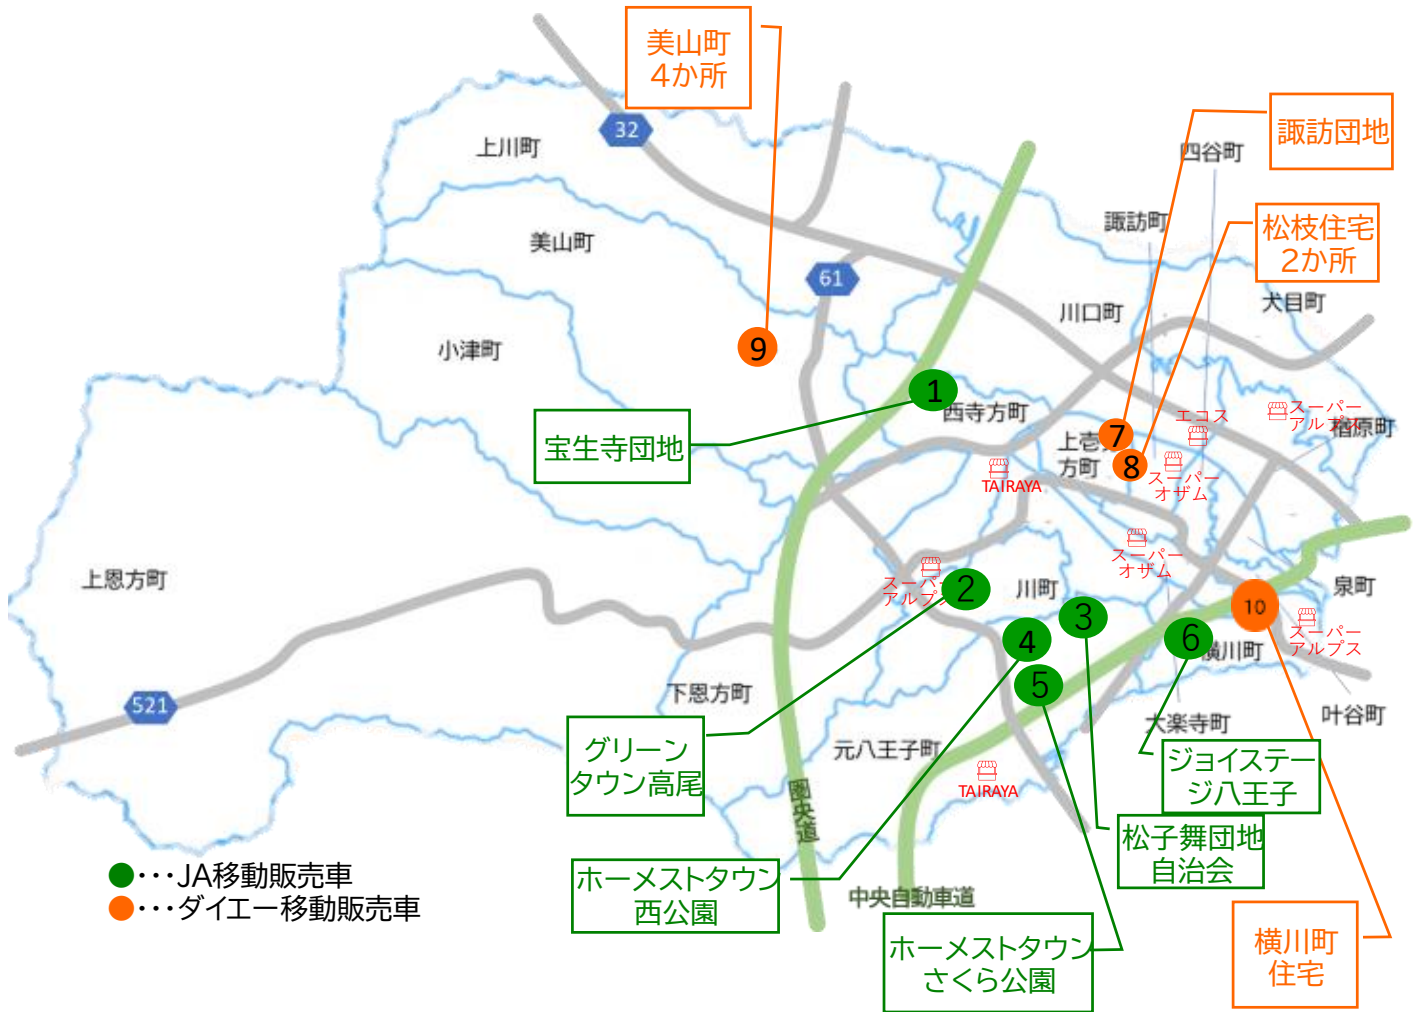 美山町
4か所
32
上川町
諏訪団地
四谷町
諏訪町
松枝住宅
2か所
美山町
61
犬目町
川口町
小津町
9
1
西寺方町
エコス
スーパー
アルプス
楢原町
宝生寺団地
7
上壱
方町
8
TAIRAYA
スーパー
オザム
スーパー
オザム
上恩方町
スーパー
アルプス
2
川町
3
4
5
6
10
泉町
スーパー
アルプス
横川町
下恩方町
521
大楽寺町
叶谷町
元八王子町
グリーン
タウン高尾
圏央道
TAIRAYA
ジョイステー
ジ八王子
松子舞団地
自治会
●･･･JA移動販売車
●･･･ダイエー移動販売車
ホーメストタウン
西公園
中央自動車道
ホーメストタウン
さくら公園
横川町
住宅